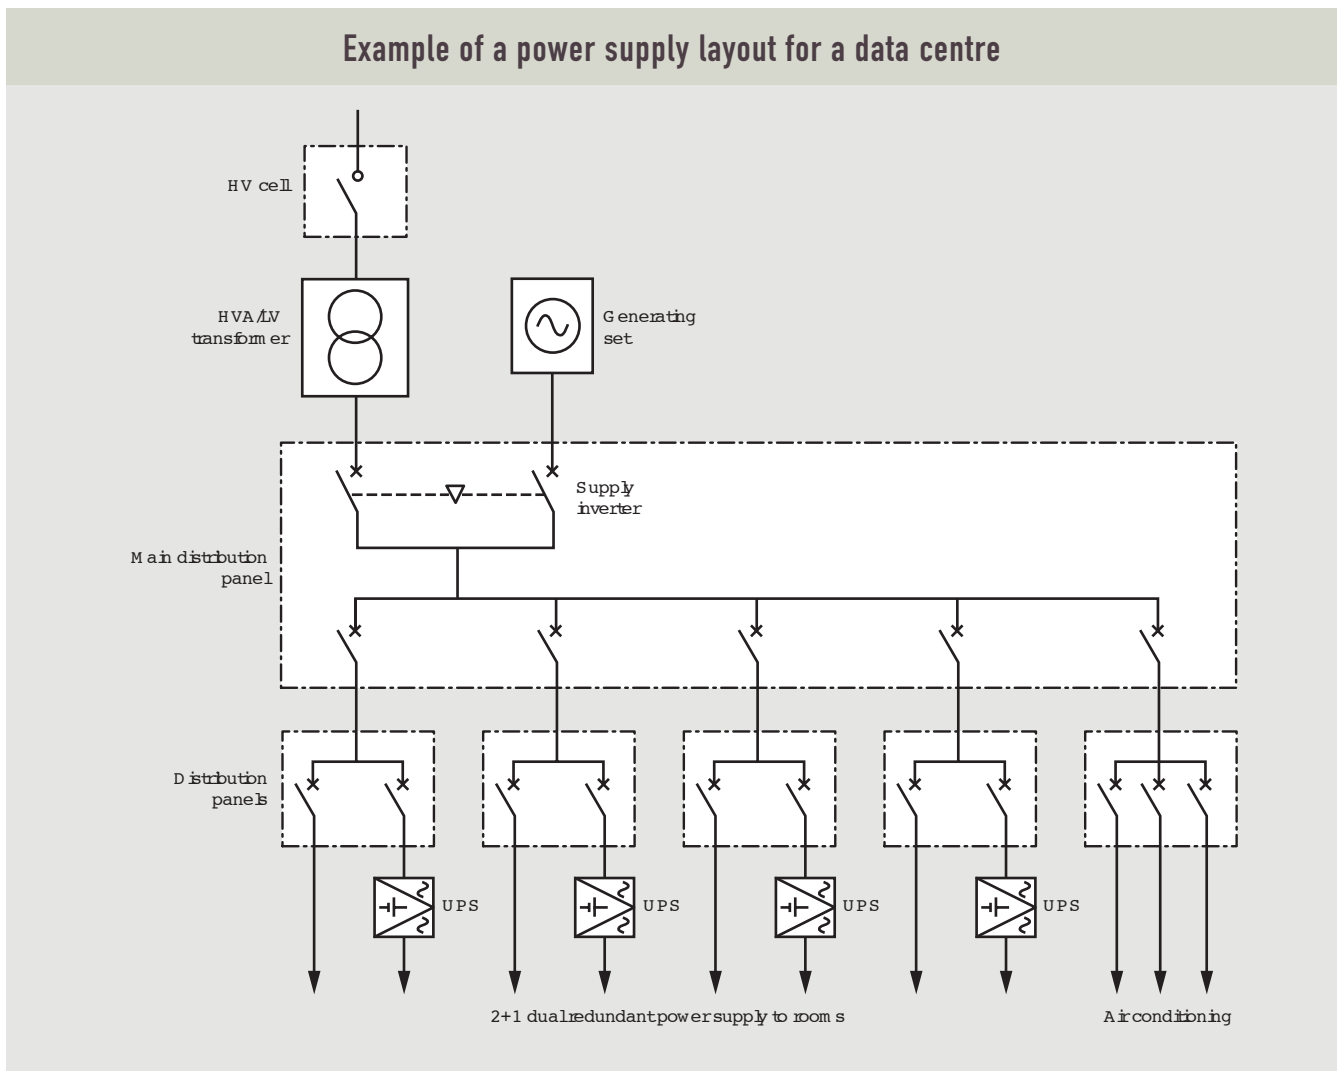 Example of a power supply layout for a data centre
HV cell
HVA/LV
transformer
Generating
set
Supply
inverter
Main distribution
panel
Distribution
panels
UPS
UPS
UPS
UPS
2+1 dual redundant power supply to rooms
Air conditioning